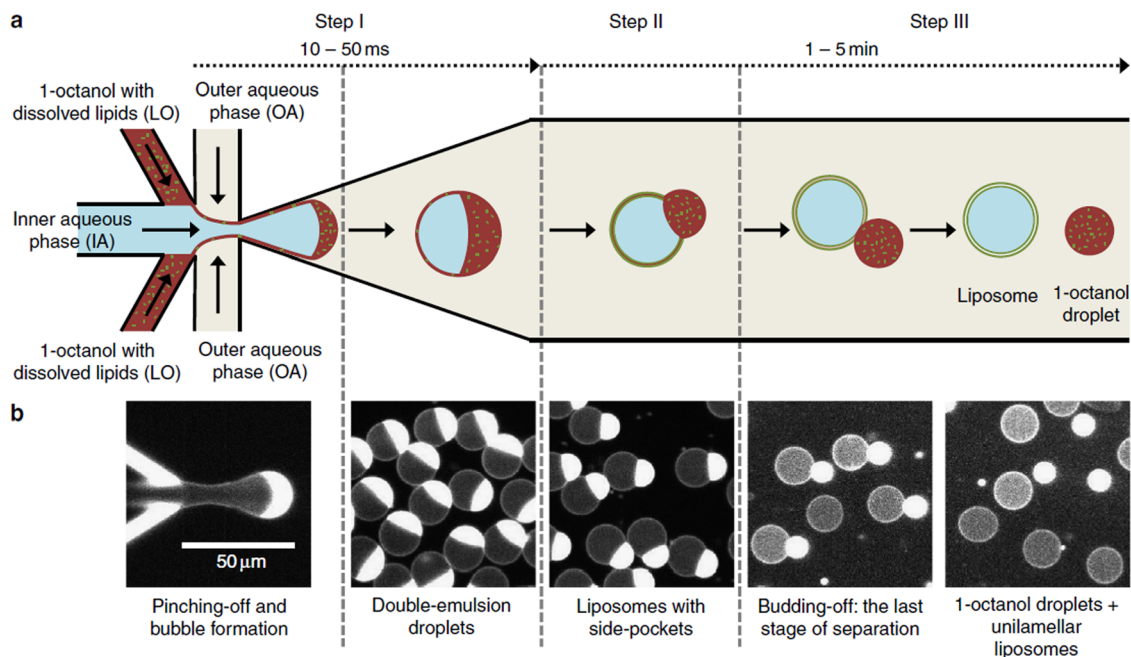 a
Step I
Step II
Step III
10 – 50 ms
1 – 5 min
1-octanol with
dissolved lipids (LO)
Outer aqueous
phase (OA)
Inner aqueous
phase (IA)
Liposome
1-octanol
droplet
1-octanol with
dissolved lipids (LO)
Outer aqueous
phase (OA)
b
50 μm
Pinching-off and
bubble formation
Double-emulsion
droplets
Liposomes with
side-pockets
Budding-off: the last
stage of separation
1-octanol droplets +
unilamellar
liposomes